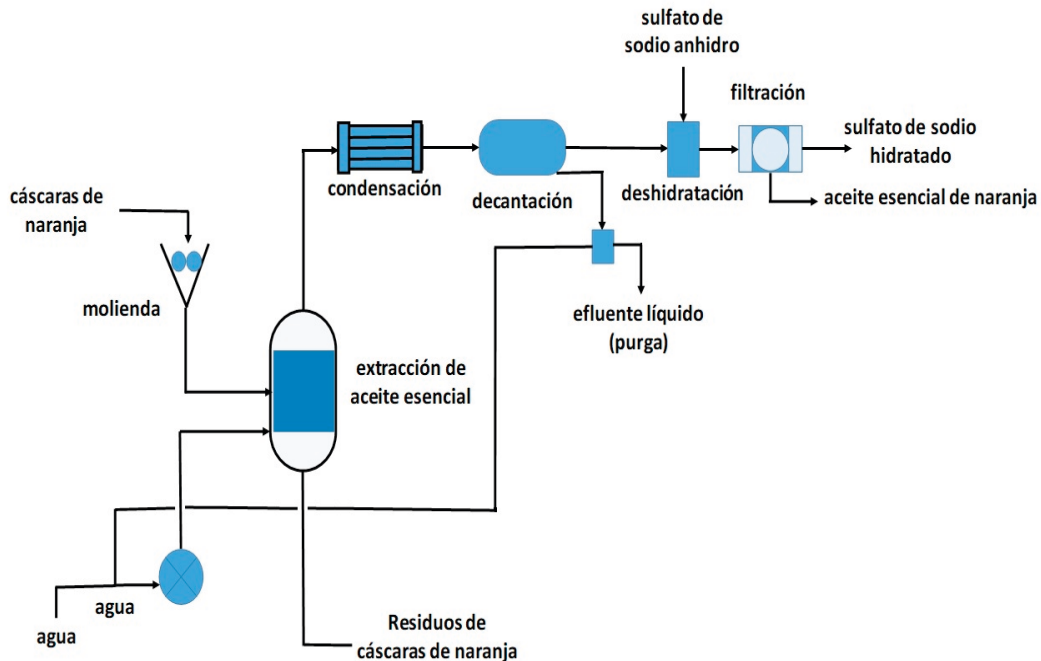 sulfato de
sodio anhidro
filtración
sulfato de sodio
hidratado
condensación
decantación
deshidratación
aceite esencial de naranja
cáscaras de
naranja
molienda
efluente líquido
(purga)
extracción de
aceite esencial
agua
agua
Residuos de
cáscaras de naranja